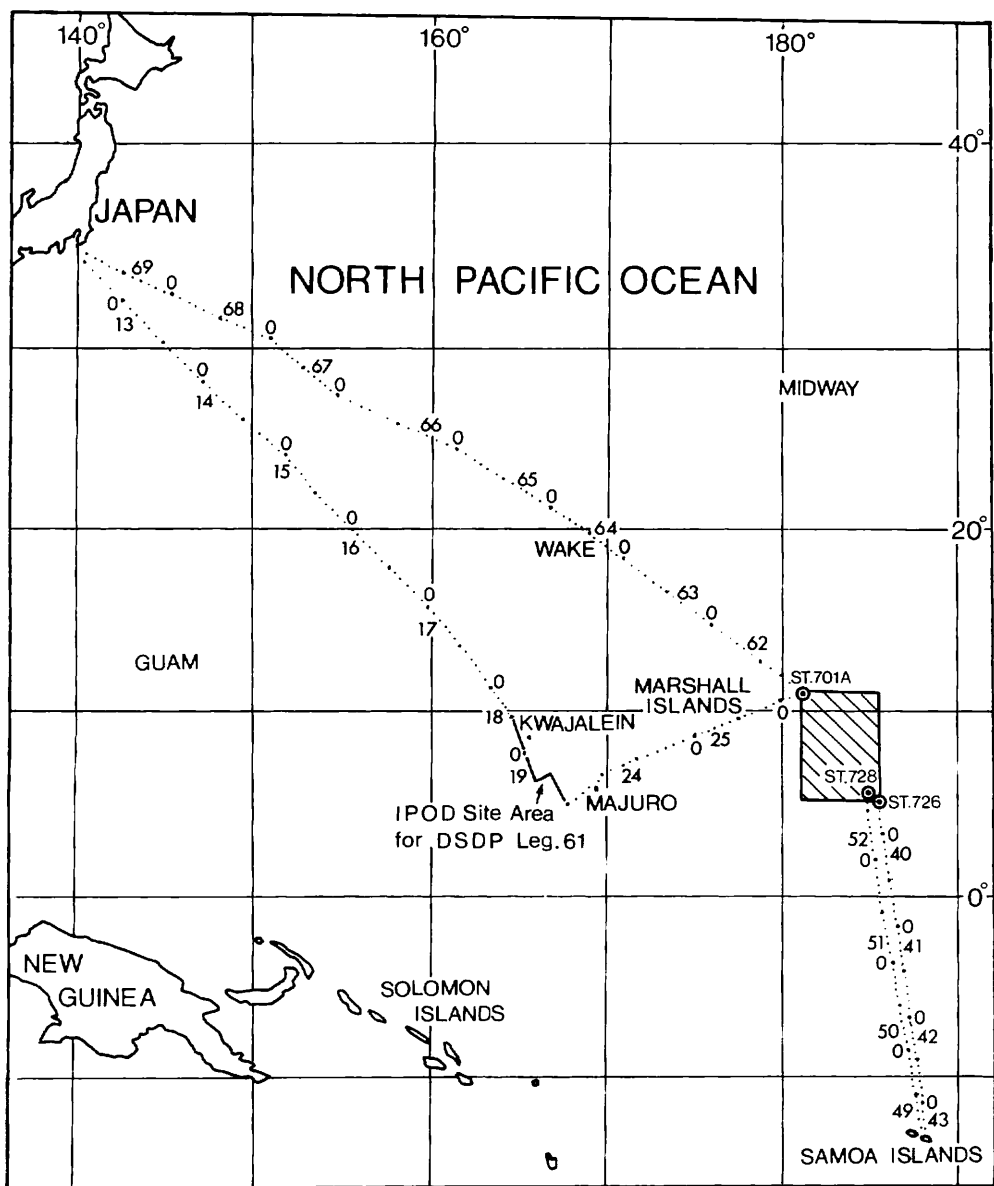 140°
160°
180°
40°
JAPAN
NORTH PACIFIC OCEAN
69
0
0
13
68
0
67
0
0
14
MIDWAY
66
0
0
15
65
0
0
16
64
20°
WAKE
0
63
0
0
17
62
GUAM
ST.701A
0
MARSHALL
ISLANDS
0
18
KWAJALEIN
25
0
0
19
24
ST.728
MAJURO
ST.726
IPOD Site Area
for DSDP Leg.61
52
0
0
40
0°
51
0
0
41
NEW
GUINEA
SOLOMON
ISLANDS
50
0
0
42
49
0
43
SAMOA ISLANDS